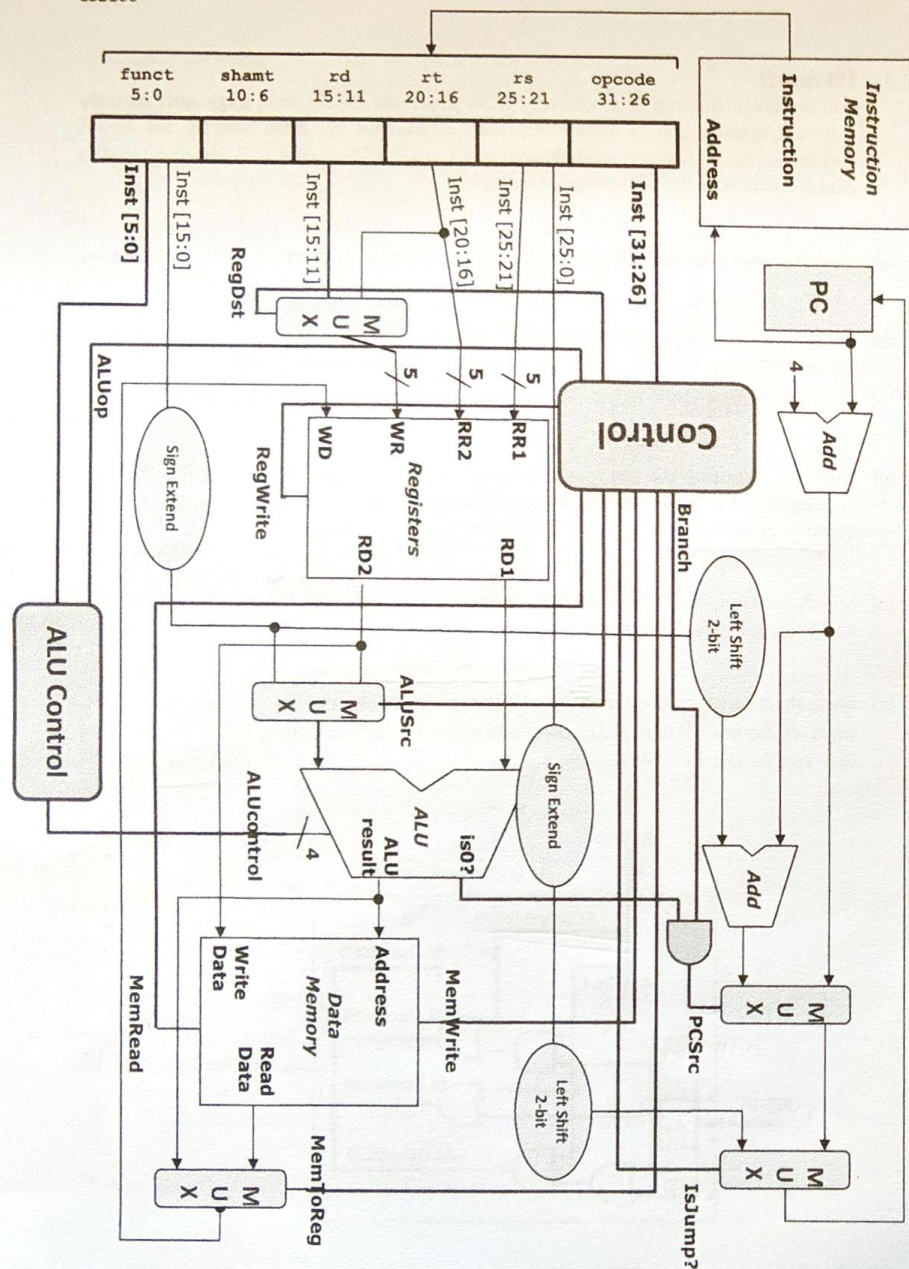 Instruction
Memory
Instruction
Address
PC
4
Add
Left Shift
2-bit
Add
M
U
X
M
U
X
PCSrc
IsJump?
opcode
31:26
rs
25:21
rt
20:16
rd
15:11
shamt
10:6
funct
5:0
Inst [31:26]
Inst [25:0]
Inst [25:21]
Inst [20:16]
Inst [15:11]
Inst [15:0]
Inst [5:0]
Control
Branch
M
U
X
RegDst
5
5
5
RR1
RR2
WR
WD
Registers
RD1
RD2
RegWrite
Sign Extend
ALUop
ALU Control
ALUSrc
M
U
X
Sign Extend
ALU
is0?
ALU
result
ALUcontrol
4
Left Shift
2-bit
MemWrite
Address
Data
Memory
Write
Data
Read
Data
MemRead
MemToReg
M
U
X